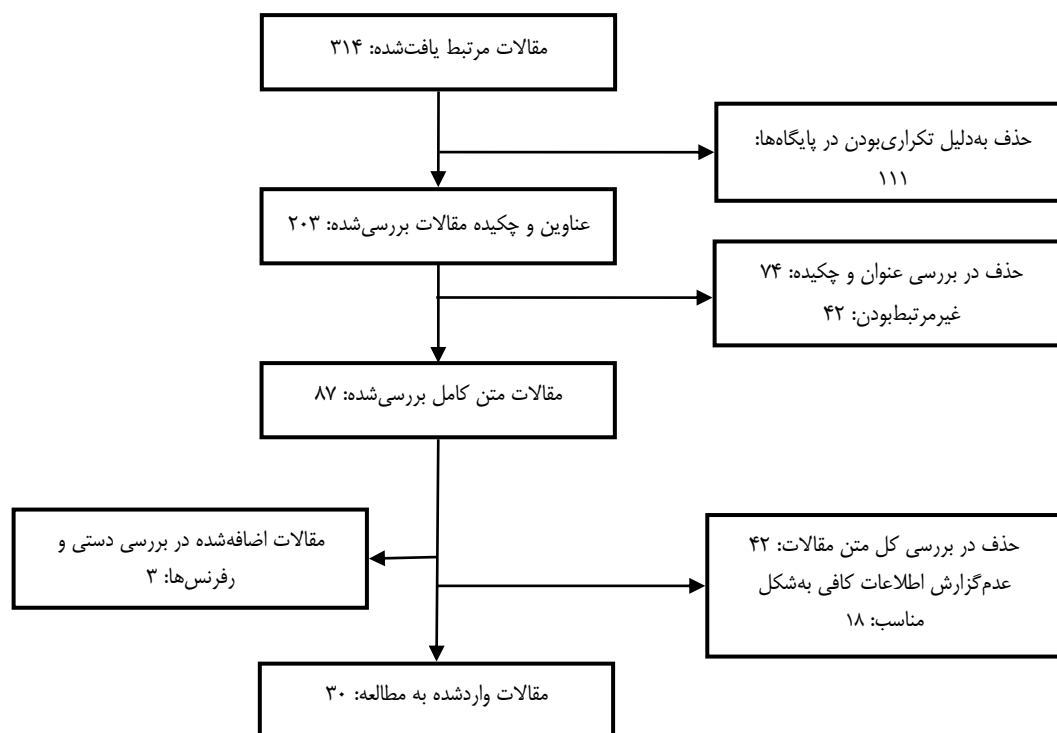 مقالات مرتبط یافت‌شده: ۳۱۴
حذف به‌دلیل تکراری‌بودن در پایگاه‌ها:
۱۱۱
عناوین و چکیده مقالات بررسی‌شده: ۲۰۳
حذف در بررسی عنوان و چکیده: ۷۴
غیرمرتبط‌بودن: ۴۲
مقالات متن کامل بررسی‌شده: ۸۷
مقالات اضافه‌شده در بررسی دستی و
رفرنس‌ها: ۳
حذف در بررسی کل متن مقالات: ۴۲
عدم‌گزارش اطلاعات کافی به‌شکل
مناسب: ۱۸
مقالات واردشده به مطالعه: ۳۰